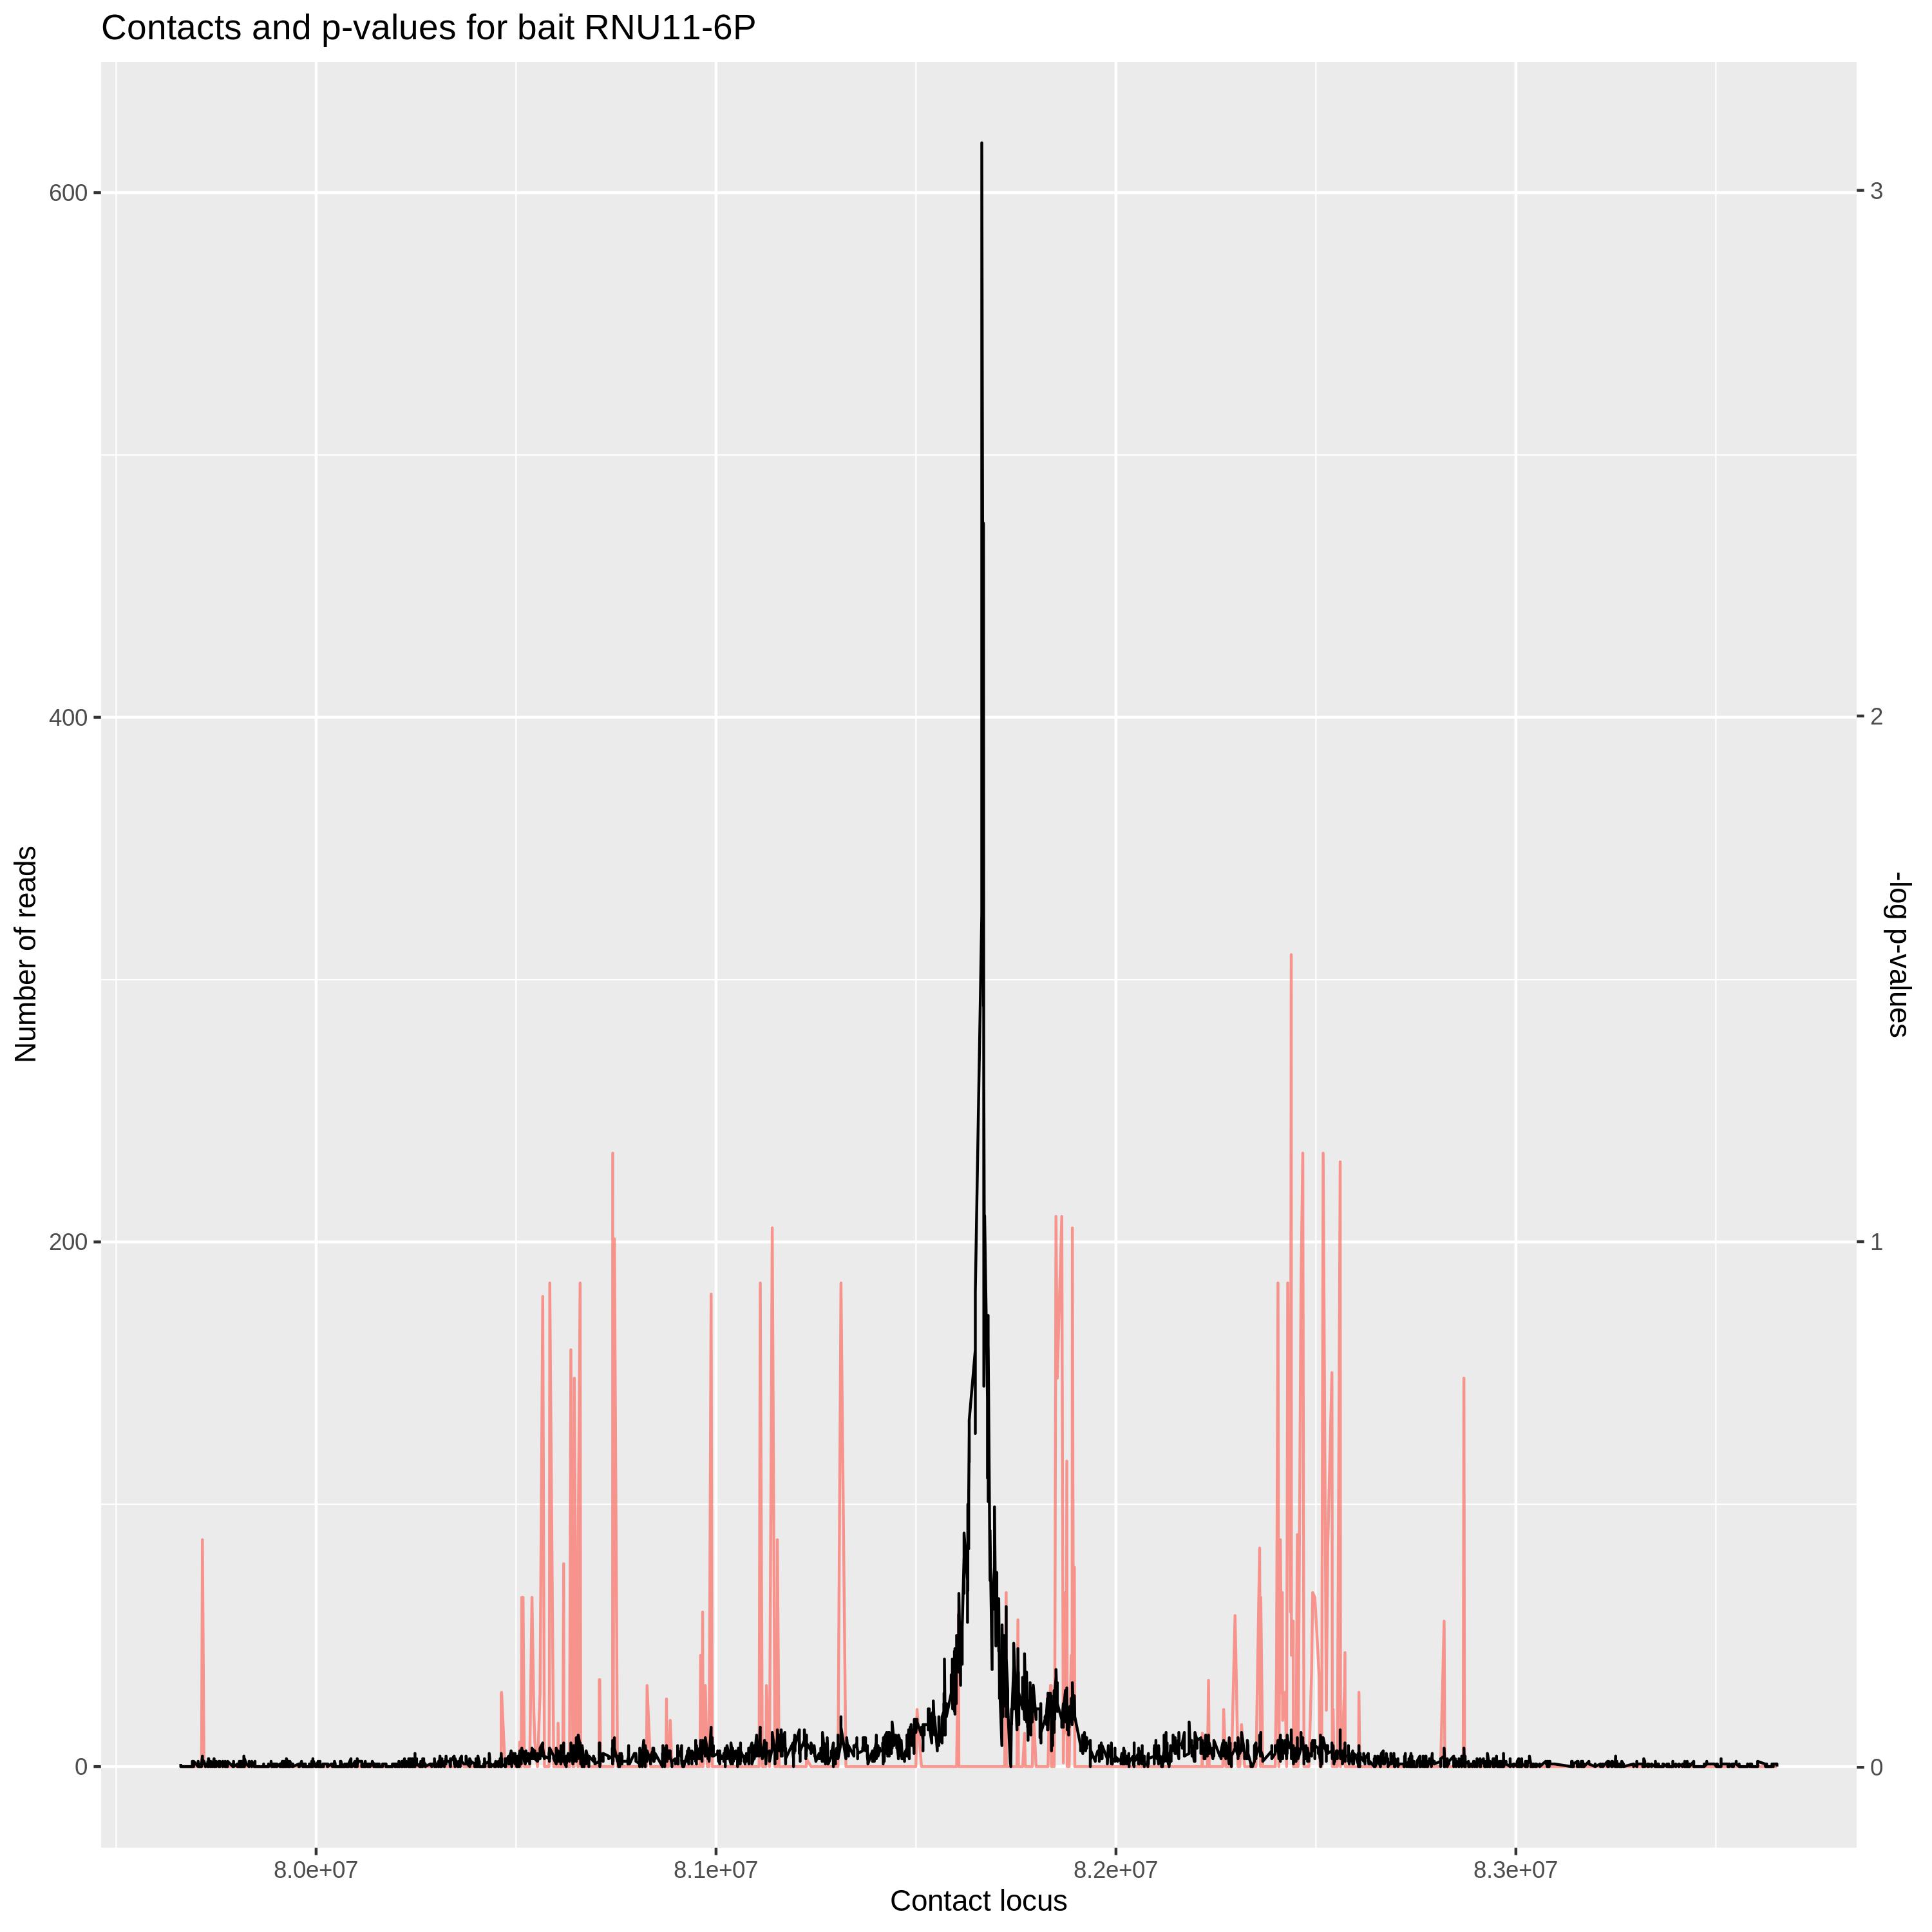 Contacts and p-values for bait RNU11-6P
600
400
200
0
3
2
1
0
Number of reads
-log p-values
8.0e+07
8.1e+07
8.2e+07
8.3e+07
Contact locus